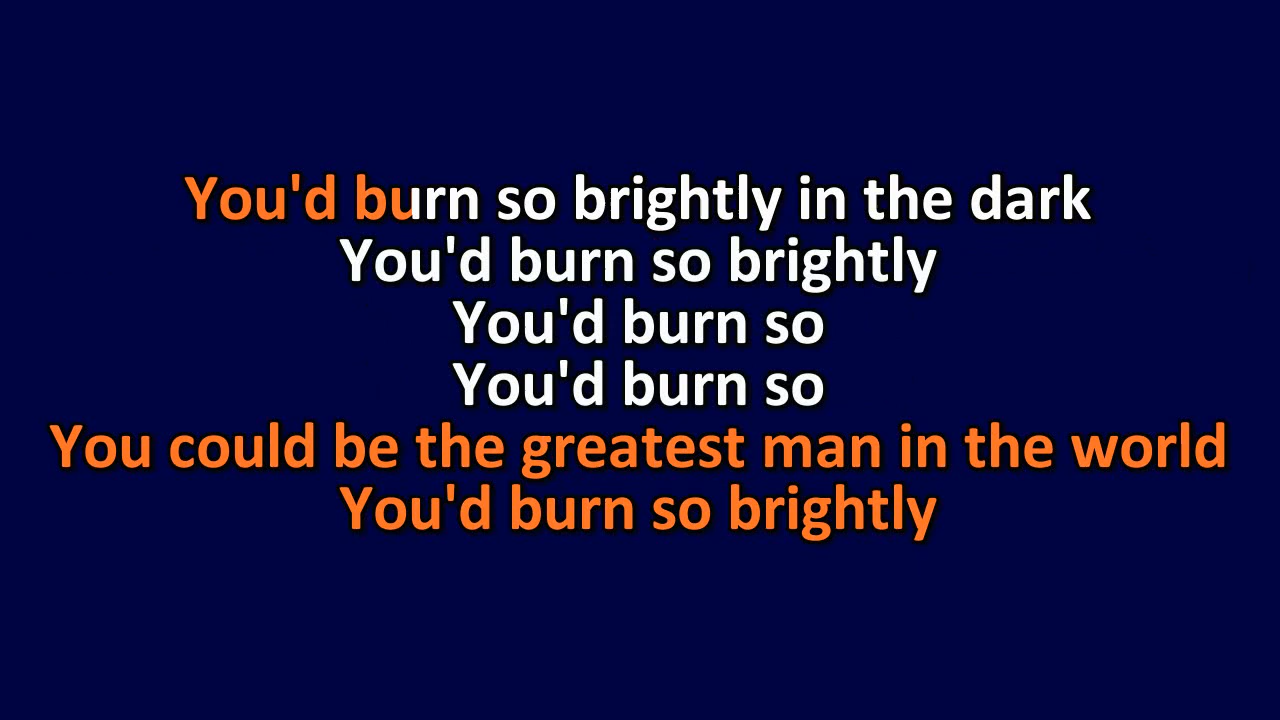 You'd burn so brightly in the dark
You'd burn so brightly
You'd burn so
You'd burn so
You could be the greatest man in the world
You'd burn so brightly